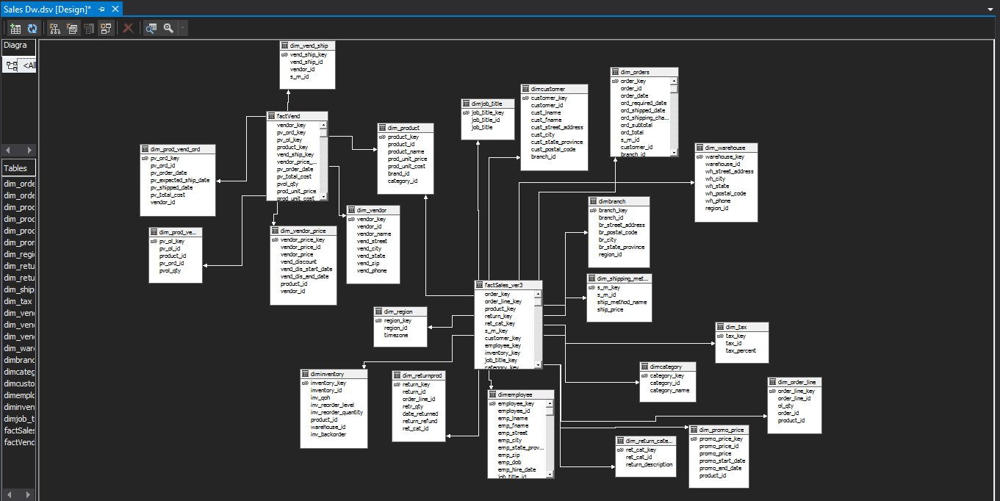 Sales Dw.dsv [Design]*
Diagra
<All
Tables
dim_orde
dim_orde
dim_proc
dim_proc
dim_proc
dim_pron
dim_regi
dim_retu
dim_retu
dim_ship
dim_tax
dim_venc
dim_venc
dim_venc
dim_ware
dimbranc
dimcateg
dimcusto
dimemplo
diminven
dimjob_t
factSales
factVend
dim_vend_ship
vend_ship_key
vend_ship_id
vendor_id
s_m_id
factVend
vendor_key
pv_ord_key
pv_ol_key
product_key
vend_ship_key
vendor_price_...
pv_order_date
pv_total_cost
pvol_qty
prod_unit_price
prod_unit_cost
dim_prod_vend_ord
pv_ord_key
pv_ord_id
pv_order_date
pv_expected_ship_date
pv_shipped_date
pv_total_cost
vendor_id
dim_product
product_key
product_id
product_name
prod_unit_price
prod_unit_cost
brand_id
category_id
dim_prod_ve...
pv_ol_key
pv_ol_id
product_id
pv_ord_id
pvol_qty
dim_vendor_price
vendor_price_key
vendor_price_id
vendor_price
vend_discount
vend_dis_start_date
vend_dis_end_date
product_id
vendor_id
dim_vendor
vendor_key
vendor_id
vendor_name
vend_street
vend_city
vend_state
vend_zip
vend_phone
dimjob_title
job_title_key
job_title_id
job_title
dimcustomer
customer_key
customer_id
cust_lname
cust_fname
cust_street_address
cust_city
cust_state_province
cust_postal_code
branch_id
dim_orders
order_key
order_id
order_date
ord_required_date
ord_shipped_date
ord_shipping_cha...
ord_subtotal
ord_total
s_m_id
customer_id
branch_id
dim_warehouse
warehouse_key
warehouse_id
wh_street_address
wh_city
wh_state
wh_postal_code
wh_phone
region_id
dimbranch
branch_key
branch_id
br_street_address
br_postal_code
br_city
br_state_province
region_id
dim_shipping_met...
s_m_key
s_m_id
ship_method_name
ship_price
factSales_ver3
order_key
order_line_key
product_key
return_key
ret_cat_key
s_m_key
customer_key
employee_key
inventory_key
job_title_key
category_key
dim_region
region_key
region_id
timezone
dim_tax
tax_key
tax_id
tax_percent
diminventory
inventory_key
inventory_id
inv_qoh
inv_reorder_level
inv_reorder_quantity
product_id
warehouse_id
inv_backorder
dim_returnprod
return_key
return_id
order_line_id
retr_qty
date_returned
return_refund
ret_cat_id
dimemployee
employee_key
employee_id
emp_lname
emp_fname
emp_street
emp_city
emp_state_prov...
emp_zip
emp_dob
emp_hire_date
job_title_id
dimcategory
category_key
category_id
category_name
dim_order_line
order_line_key
order_line_id
ol_qty
order_id
product_id
dim_return_cate...
ret_cat_key
ret_cat_id
return_description
dim_promo_price
promo_price_key
promo_price_id
promo_price
promo_start_date
promo_end_date
product_id